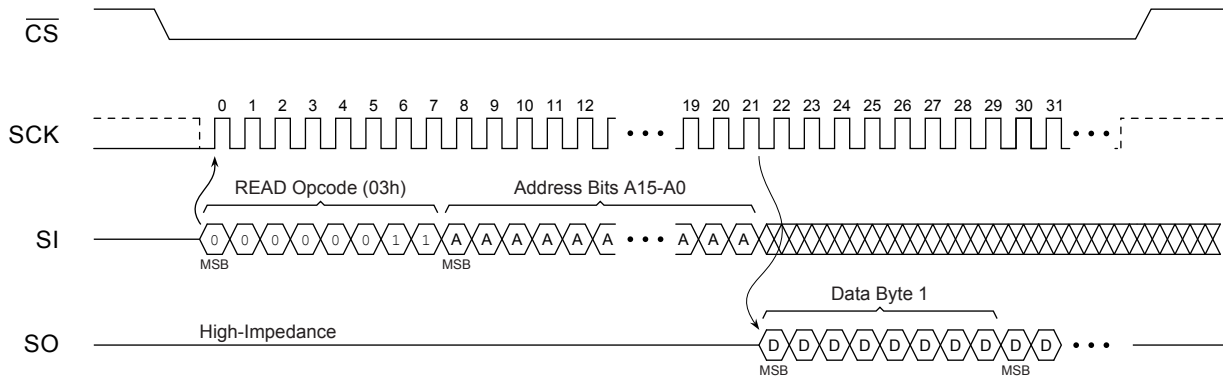 CS
0 1 2 3 4 5 6 7 8 9 10 11 12 19 20 21 22 23 24 25 26 27 28 29 30 31
SCK
READ Opcode (03h) Address Bits A15-A0
SI 0 0 0 0 0 0 1 1 A A A A A A A A A
MSB MSB
Data Byte 1
High-Impedance
SO D D D D D D D D D D
MSB MSB